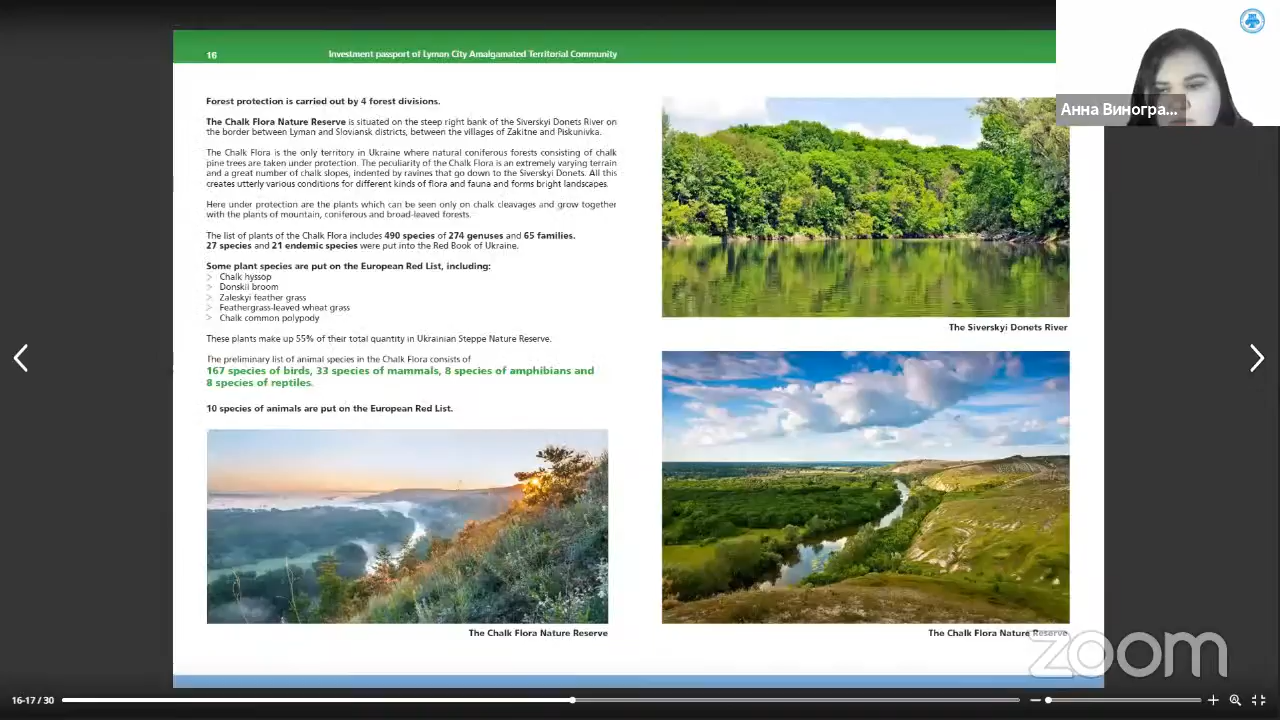 16
Investment passport of Lyman City Amalgamated Territorial Community
Forest protection is carried out by 4 forest divisions.
The Chalk Flora Nature Reserve is situated on the steep right bank of the Siverskyi Donets River on
the border between Lyman and Sloviansk districts, between the villages of Zakitne and Piskunivka.
The Chalk Flora is the only territory in Ukraine where natural coniferous forests consisting of chalk
pine trees are taken under protection. The peculiarity of the Chalk Flora is an extremely varying terrain
and a great number of chalk slopes, indented by ravines that go down to the Siverskyi Donets. All this
creates utterly various conditions for different kinds of flora and fauna and forms bright landscapes.
Here under protection are the plants which can be seen only on chalk cleavages and grow together
with the plants of mountain, coniferous and broad-leaved forests.
The list of plants of the Chalk Flora includes 490 species of 274 genuses and 65 families.
27 species and 21 endemic species were put into the Red Book of Ukraine.
Some plant species are put on the European Red List, including:
> Chalk hyssop
> Donskii broom
> Zaleskyi feather grass
> Feathergrass-leaved wheat grass
> Chalk common polypody
These plants make up 55% of their total quantity in Ukrainian Steppe Nature Reserve.
The preliminary list of animal species in the Chalk Flora consists of
167 species of birds, 33 species of mammals, 8 species of amphibians and
8 species of reptiles.
10 species of animals are put on the European Red List.
The Chalk Flora Nature Reserve
The Siverskyi Donets River
The Chalk Flora Nature Reserve
Анна Виногра...
zoom
16-17 / 30